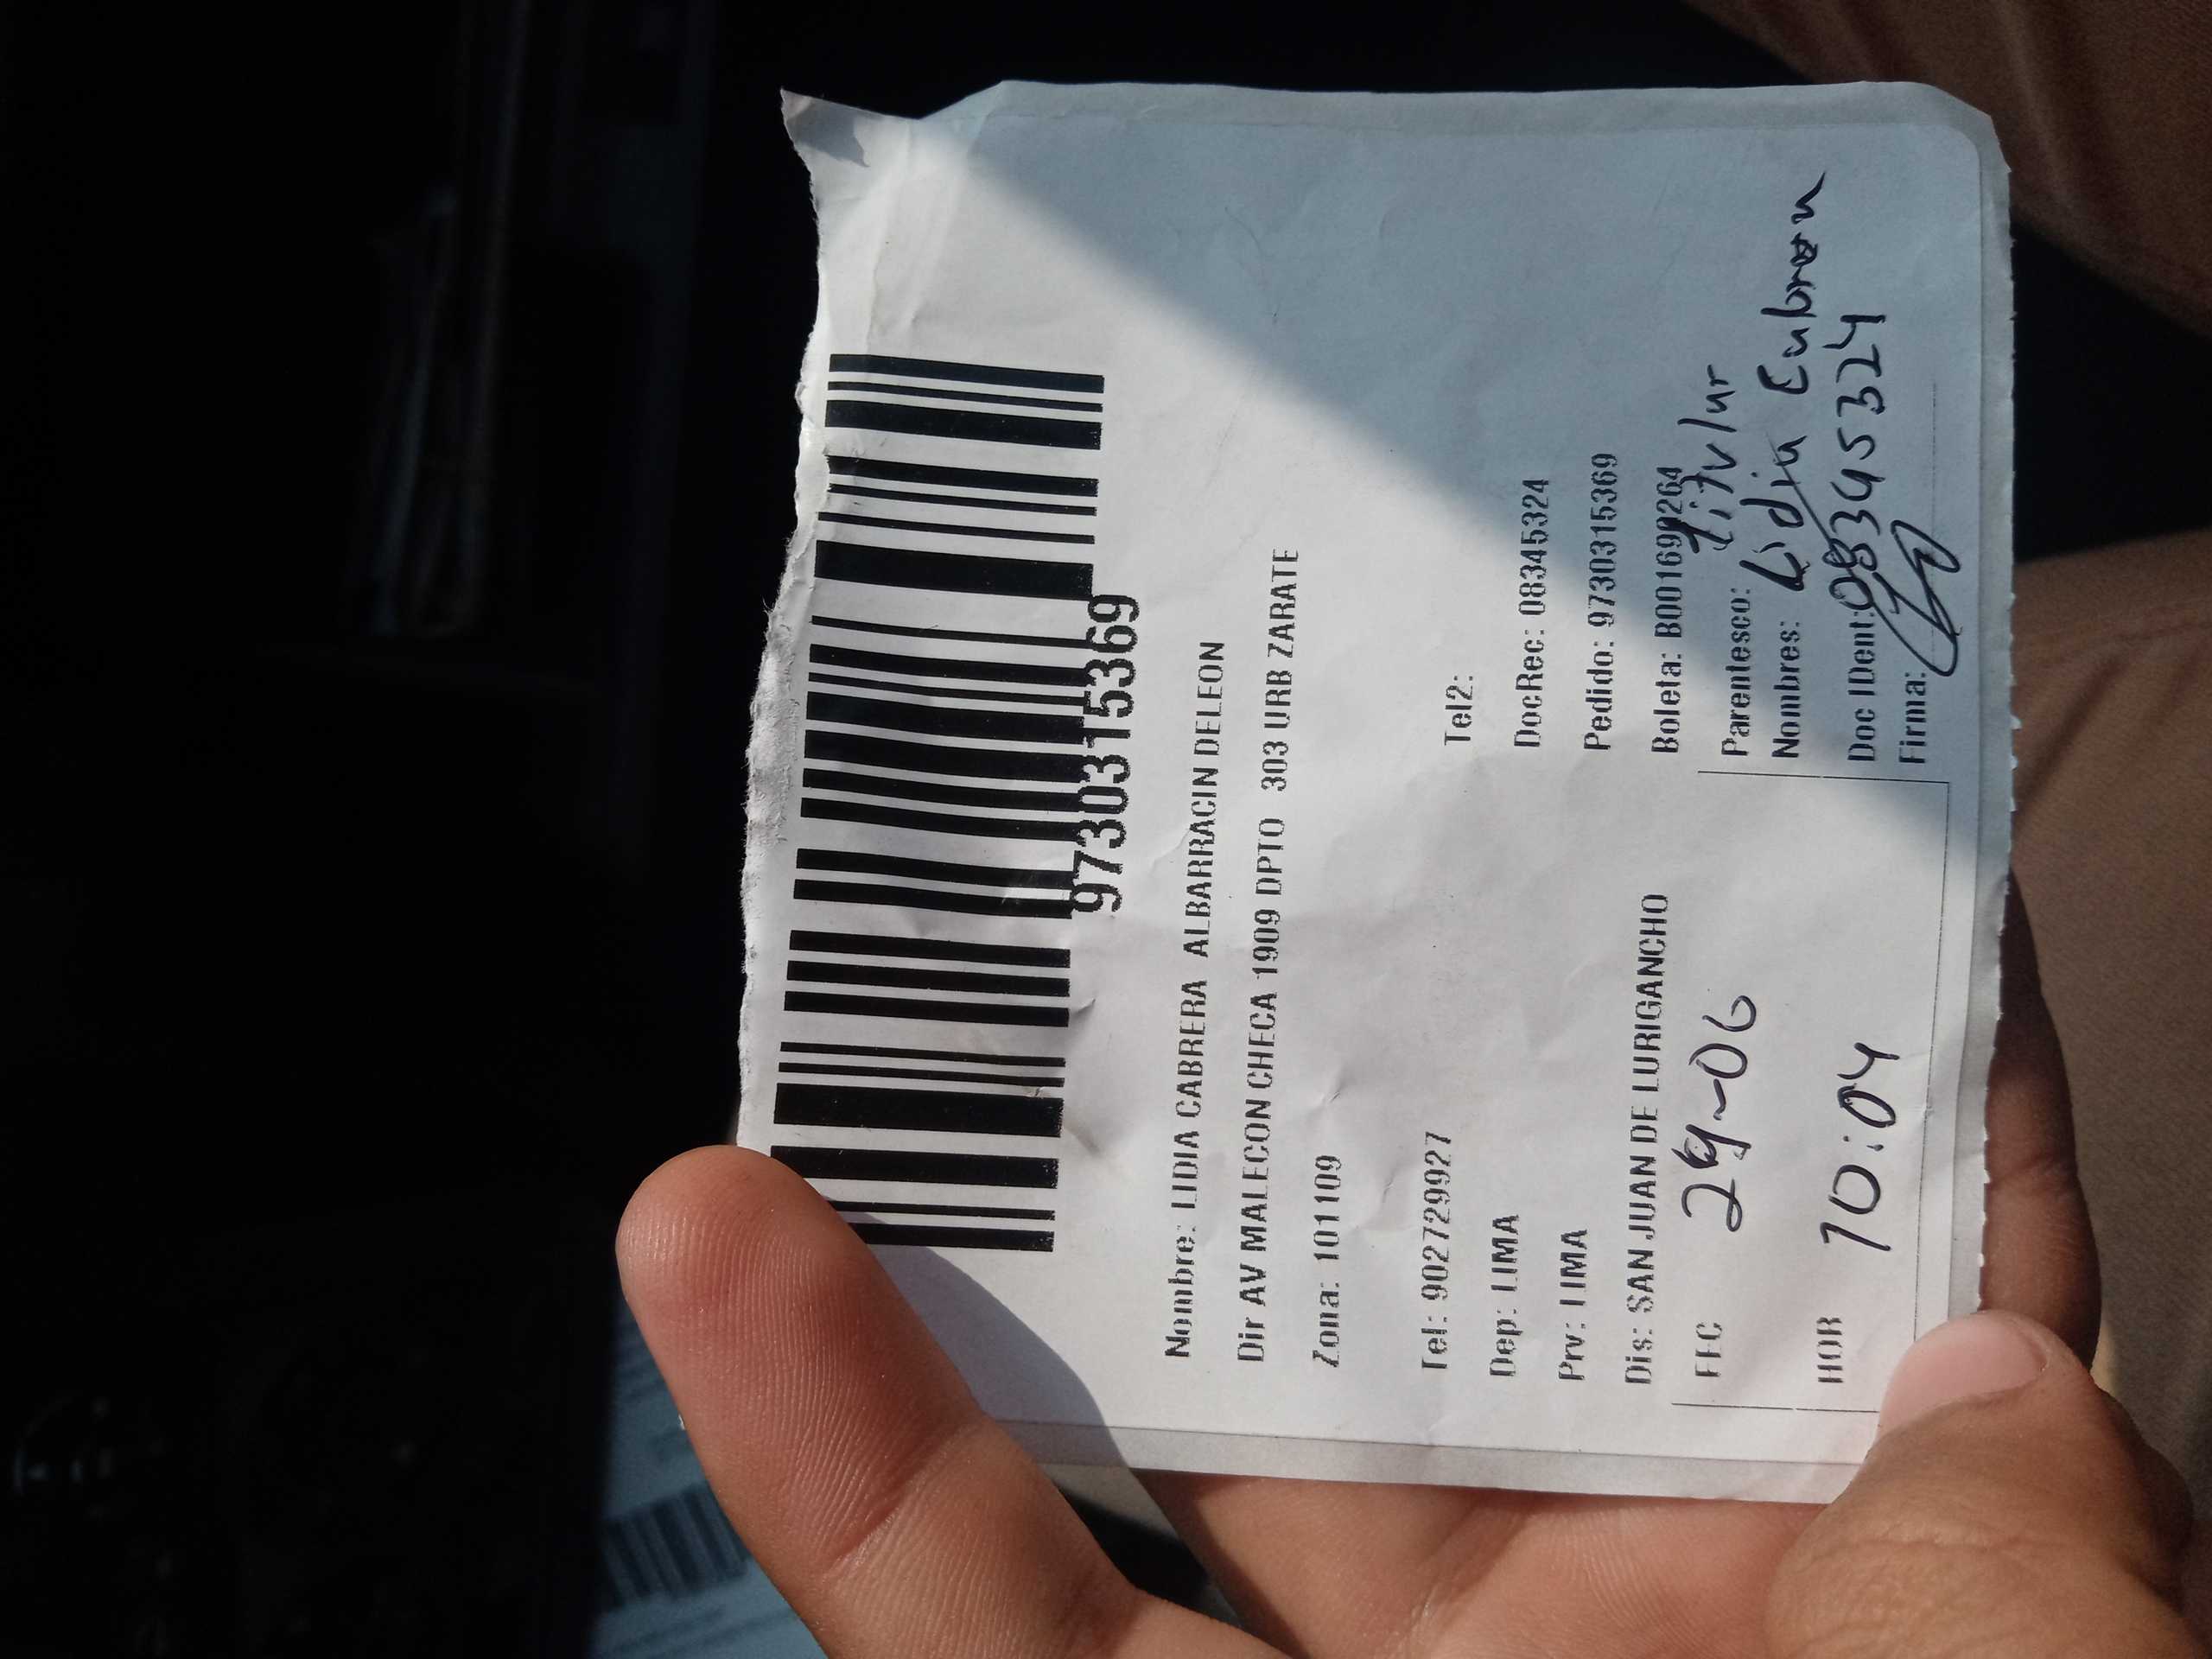 9730315369
Nombre: LIDIA CABRERA ALBARRACIN DELEON
Dir AV MALECON CHECA 1909 DPTO 303 URB ZARATE
Zona: 101109
Tel: 902729927 Tel2:
Dep: LIMA DocRec: 08345324
Prv: LIMA Pedido: 9730315369
Dis: SAN JUAN DE LURIGANCHO Boleta: B001699264
FEC 29-06
HOR 10:04
Parentesco: titular
Nombres: Lidia Cabrera
Doc IDent: 08345324
Firma: